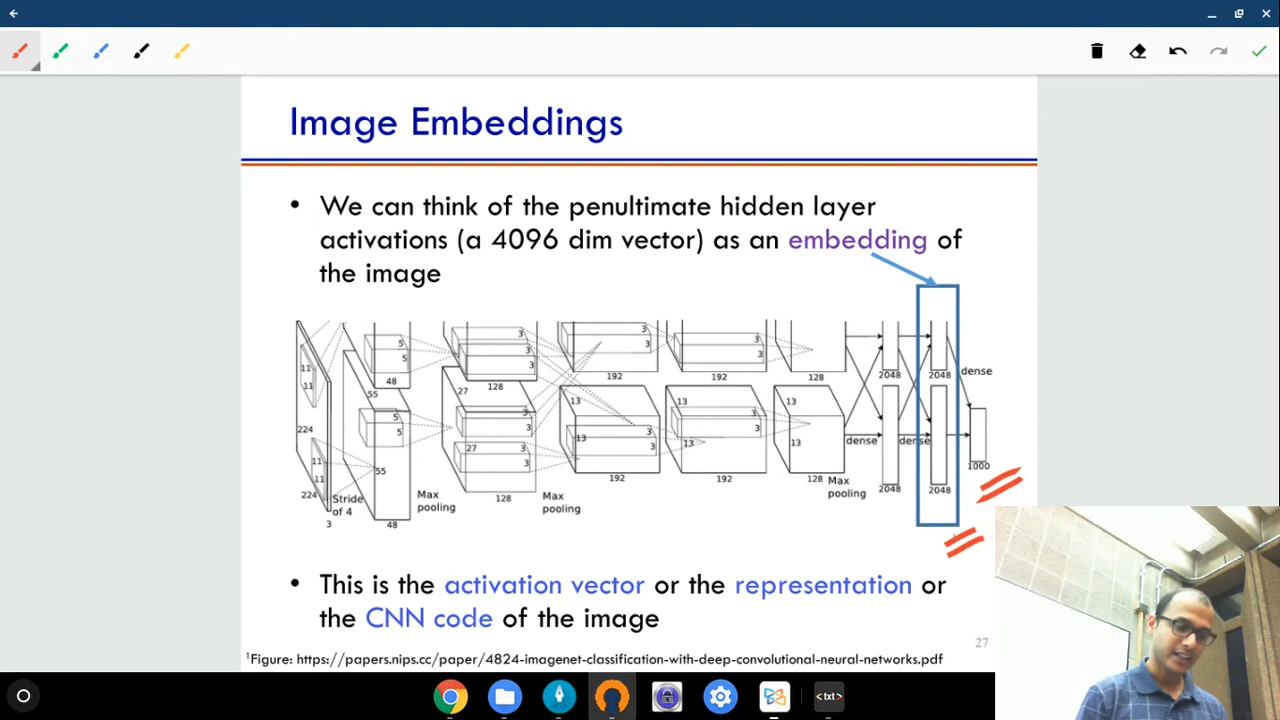 Image Embeddings
• We can think of the penultimate hidden layer
activations (a 4096 dim vector) as an embedding of
the image
11
11
224
11
11
224
3
Stride
of 4
5
5
48
55
5
5
55
48
Max
pooling
3
3
128
27
3
3
27
3
3
128
Max
pooling
3
3
192
13
3
3
13
192
3
3
192
13
3
3
13
192
128
13
13
128
Max
pooling
dense
2048
2048
dense
2048
2048
dense
1000
• This is the activation vector or the representation or
the CNN code of the image
27
1Figure: https://papers.nips.cc/paper/4824-imagenet-classification-with-deep-convolutional-neural-networks.pdf
<txt>